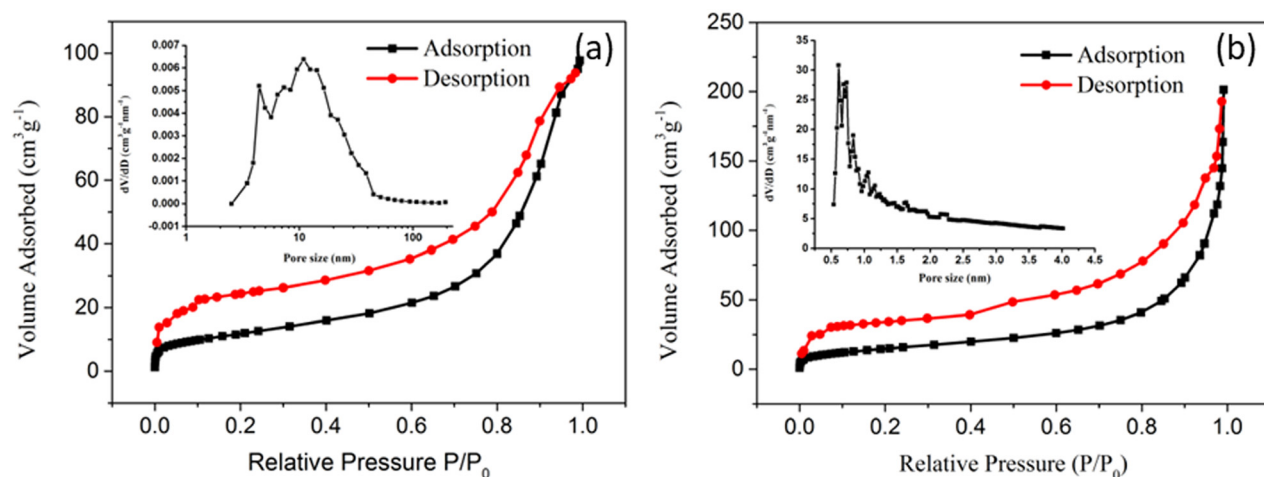 (a)
Adsorption
Desorption
Volume Adsorbed (cm³g⁻¹)
100
80
60
40
20
0
0.0 0.2 0.4 0.6 0.8 1.0
Relative Pressure P/P₀
dV/dD (cm³g⁻¹nm⁻¹)
0.007
0.006
0.005
0.004
0.003
0.002
0.001
0.000
-0.001
1 10 100
Pore size (nm)
(b)
Adsorption
Desorption
Volume Adsorbed (cm³g⁻¹)
250
200
150
100
50
0
0.0 0.2 0.4 0.6 0.8 1.0
Relative Pressure (P/P₀)
dV/dD (cm³g⁻¹nm⁻¹)
35
30
25
20
15
10
5
0
0.5 1.0 1.5 2.0 2.5 3.0 3.5 4.0 4.5
Pore size (nm)